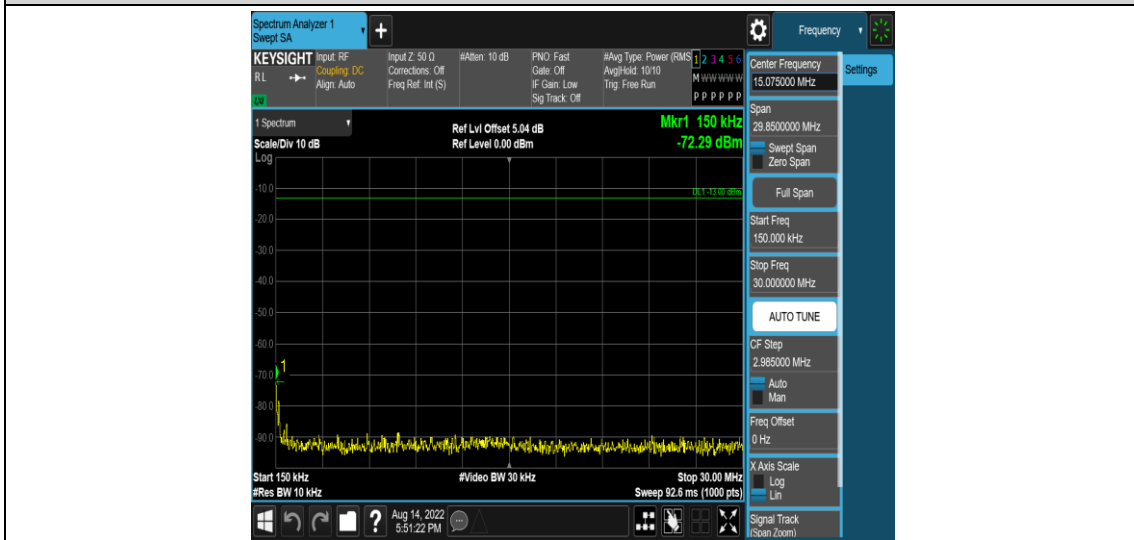 Spectrum Analyzer 1
Swept SA
+
Frequency
KEYSIGHT
RL
LXI
Input: RF
Coupling: DC
Align: Auto
Input Z: 50 Ω
Corrections: Off
Freq Ref: Int (S)
#Atten: 10 dB
PNO: Fast
Gate: Off
IF Gain: Low
Sig Track: Off
#Avg Type: Power (RMS
Avg|Hold: 10/10
Trig: Free Run
1 2 3 4 5 6
M W W W W W
P P P P P P
1 Spectrum
Scale/Div 10 dB
Log
Ref Lvl Offset 5.04 dB
Ref Level 0.00 dBm
Mkr1 150 kHz
-72.29 dBm
DL1 -13.00 dBm
-10.0
-20.0
-30.0
-40.0
-50.0
-60.0
-70.0
-80.0
-90.0
1
Start 150 kHz
#Res BW 10 kHz
#Video BW 30 kHz
Stop 30.00 MHz
Sweep 92.6 ms (1000 pts)
?
Aug 14, 2022
5:51:22 PM
Center Frequency
15.075000 MHz
Settings
Span
29.8500000 MHz
Swept Span
Zero Span
Full Span
Start Freq
150.000 kHz
Stop Freq
30.000000 MHz
AUTO TUNE
CF Step
2.985000 MHz
Auto
Man
Freq Offset
0 Hz
X Axis Scale
Log
Lin
Signal Track
(Span Zoom)